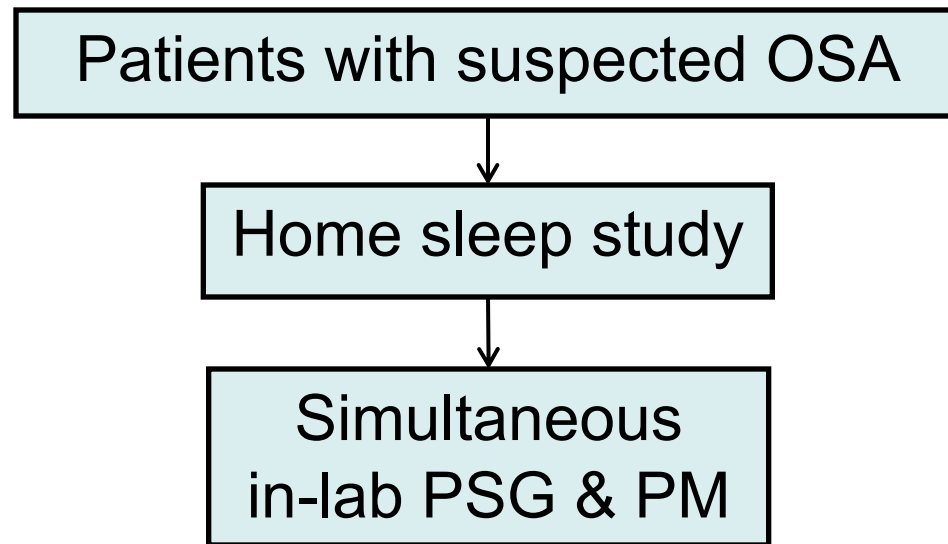 Patients with suspected OSA
Home sleep study
Simultaneous
in-lab PSG & PM